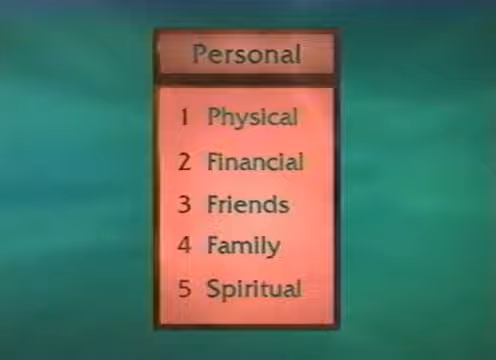 Personal
1 Physical
2 Financial
3 Friends
4 Family
5 Spiritual